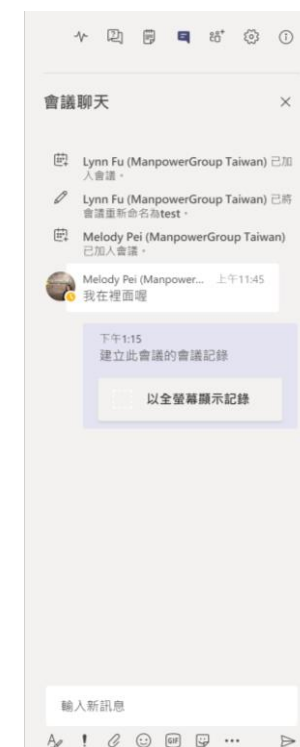 會議聊天
Lynn Fu (ManpowerGroup Taiwan) 已加
入會議。
Lynn Fu (ManpowerGroup Taiwan) 已將
會議重新命名為test。
Melody Pei (ManpowerGroup Taiwan)
已加入會議。
Melody Pei (Manpower... 上午11:45
我在裡面喔
下午1:15
建立此會議的會議記錄
以全螢幕顯示記錄
輸入新訊息
GIF